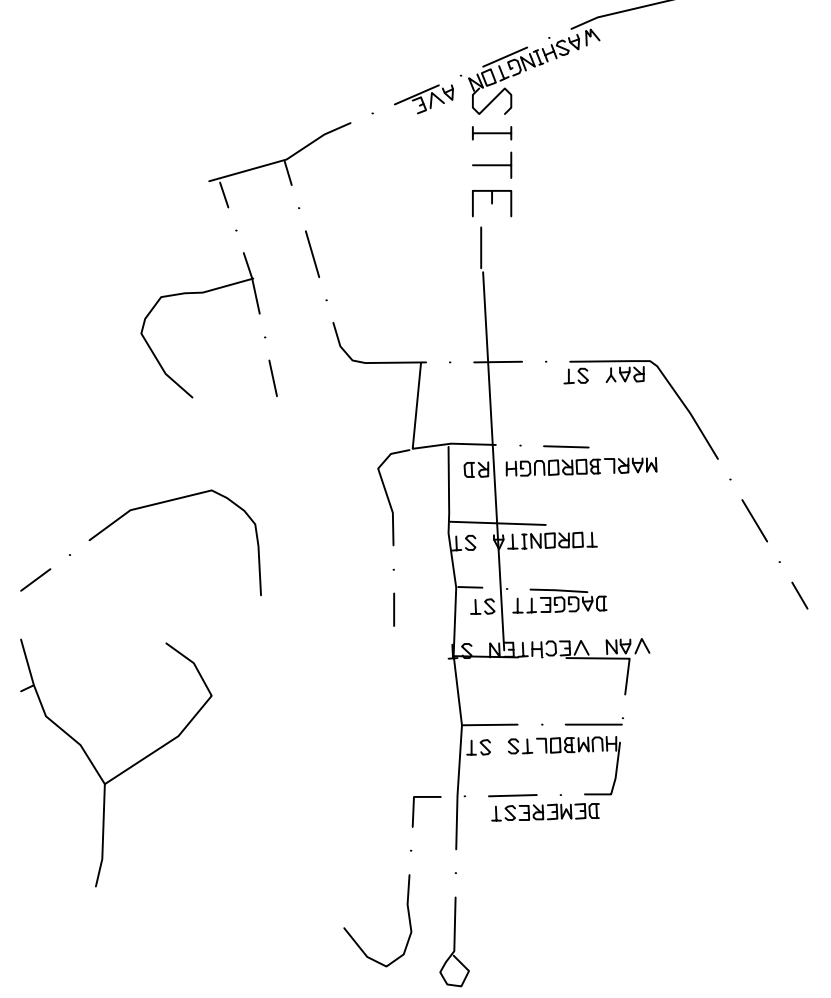 WASHINGTON AVE
SITE
RAY ST
MARLBOROUGH RD
TORONITA ST
DAGGETT ST
VAN VECHTEN ST
HUMBOLTS ST
DEMEREST